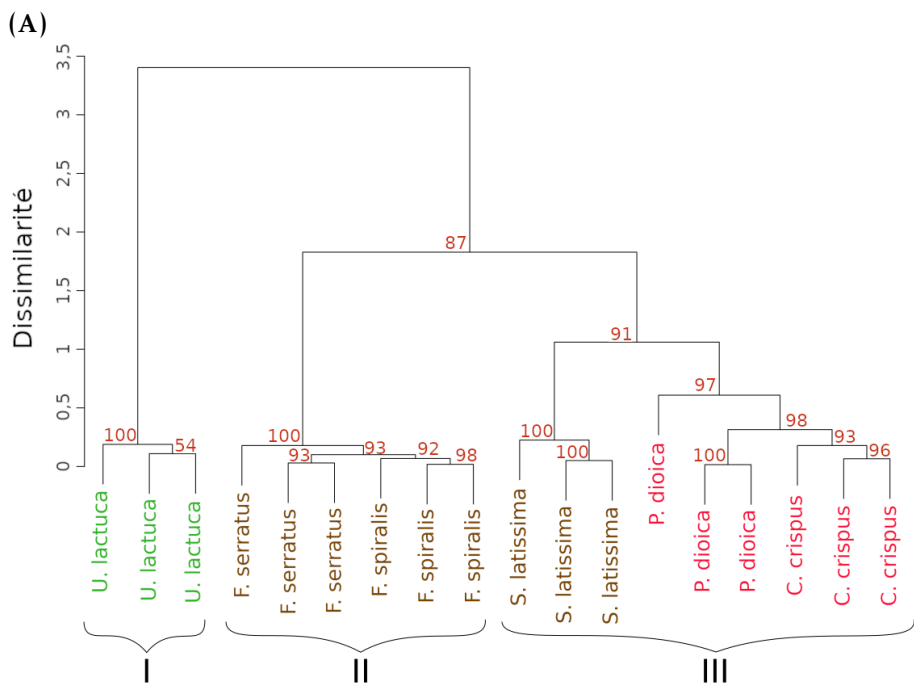 (A)
Dissimilarité
3,5
3
2,5
2
1,5
1
0,5
0
87
91
97
98
100
54
100
93
93
92
98
100
100
100
93
96
U. lactuca
U. lactuca
U. lactuca
F. serratus
F. serratus
F. serratus
F. spiralis
F. spiralis
F. spiralis
S. latissima
S. latissima
S. latissima
P. dioica
P. dioica
P. dioica
C. crispus
C. crispus
C. crispus
I
II
III